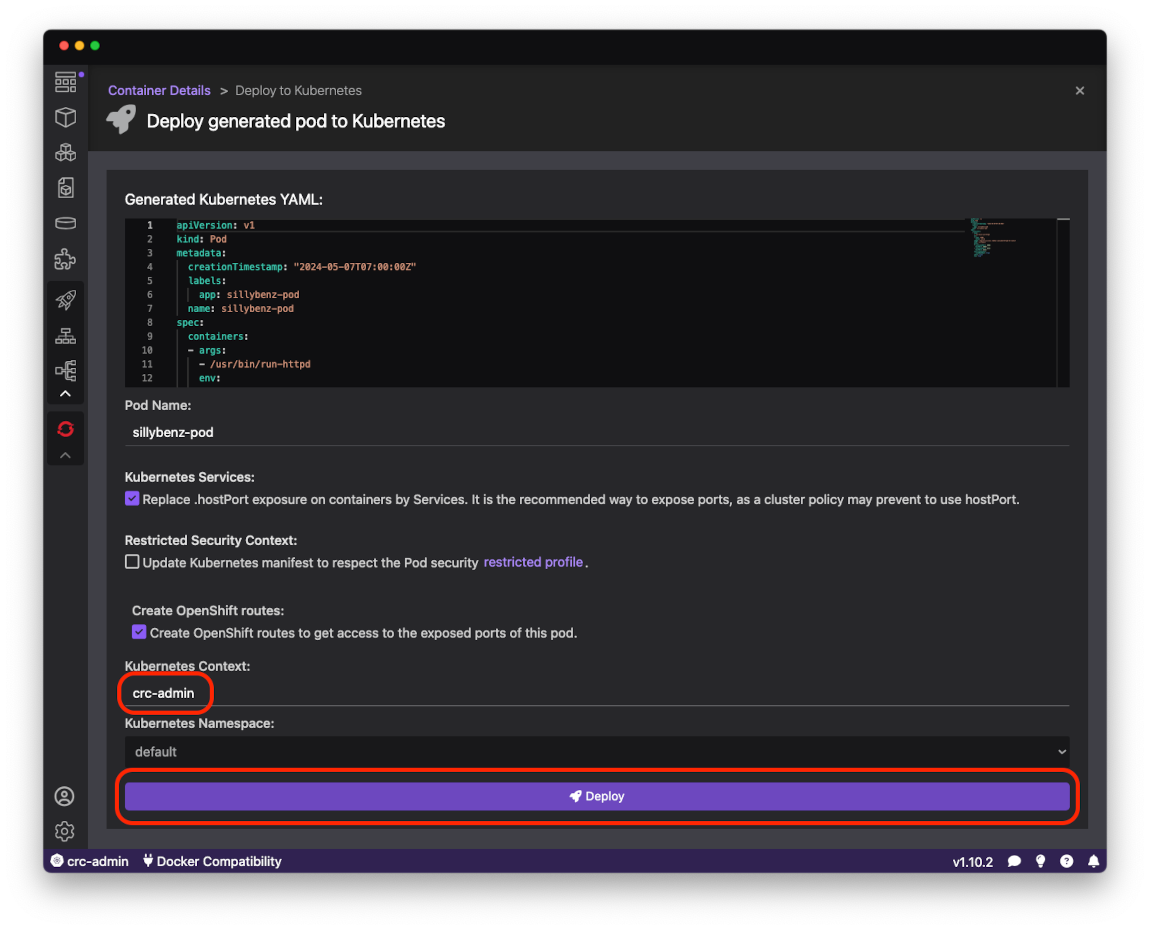 Container Details > Deploy to Kubernetes
Deploy generated pod to Kubernetes
Generated Kubernetes YAML:
1 apiVersion: v1
2 kind: Pod
3 metadata:
4 creationTimestamp: "2024-05-07T07:00:00Z"
5 labels:
6 app: sillybenz-pod
7 name: sillybenz-pod
8 spec:
9 containers:
10 - args:
11 - /usr/bin/run-httpd
12 env:
Pod Name:
sillybenz-pod
Kubernetes Services:
Replace .hostPort exposure on containers by Services. It is the recommended way to expose ports, as a cluster policy may prevent to use hostPort.
Restricted Security Context:
Update Kubernetes manifest to respect the Pod security restricted profile.
Create OpenShift routes:
Create OpenShift routes to get access to the exposed ports of this pod.
Kubernetes Context:
crc-admin
Kubernetes Namespace:
default
Deploy
crc-admin Docker Compatibility v1.10.2